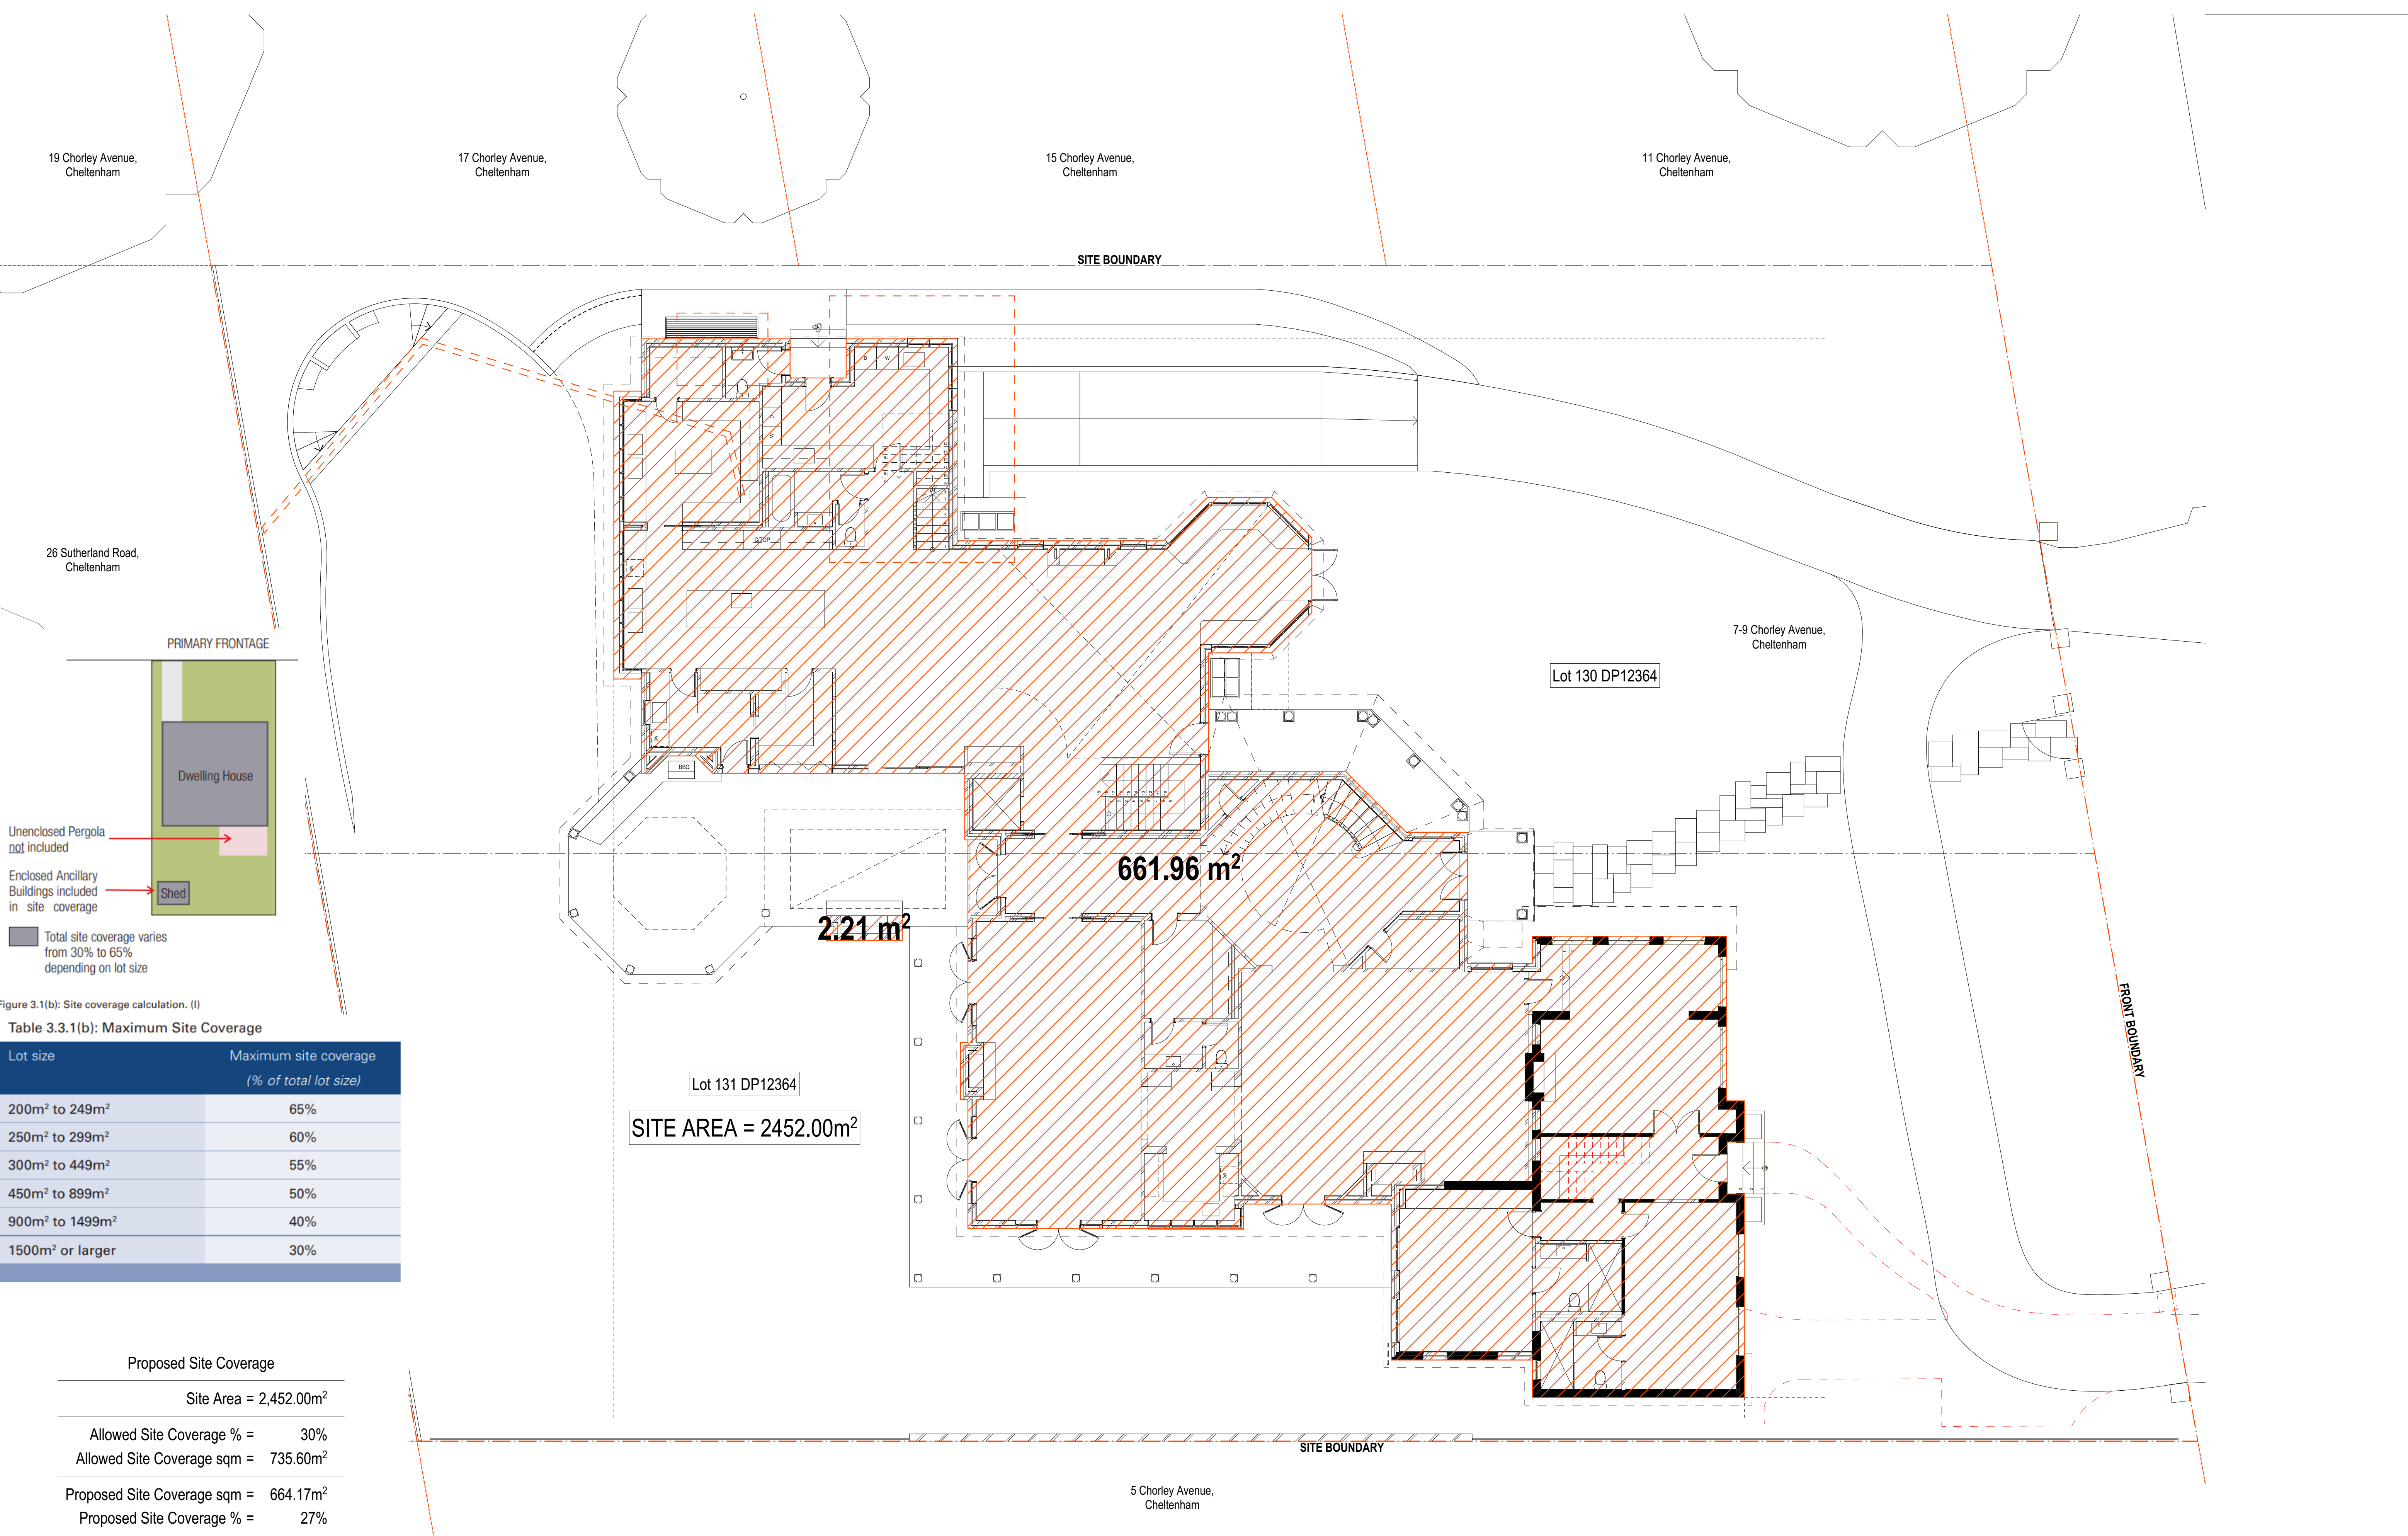 19 Chorley Avenue,
Cheltenham
17 Chorley Avenue,
Cheltenham
15 Chorley Avenue,
Cheltenham
11 Chorley Avenue,
Cheltenham
SITE BOUNDARY
26 Sutherland Road,
Cheltenham
7-9 Chorley Avenue,
Cheltenham
Lot 130 DP12364
D W
C/TOP
BBQ
661.96 m²
2.21 m²
FRONT BOUNDARY
Lot 131 DP12364
SITE AREA = 2452.00m²
SITE BOUNDARY
5 Chorley Avenue,
Cheltenham
PRIMARY FRONTAGE
Dwelling House
Unenclosed Pergola
not included
Enclosed Ancillary
Buildings included
in site coverage
Shed
Total site coverage varies
from 30% to 65%
depending on lot size
Figure 3.1(b): Site coverage calculation. (I)
Table 3.3.1(b): Maximum Site Coverage
Lot size Maximum site coverage
(% of total lot size)
200m² to 249m² 65%
250m² to 299m² 60%
300m² to 449m² 55%
450m² to 899m² 50%
900m² to 1499m² 40%
1500m² or larger 30%
Proposed Site Coverage
Site Area = 2,452.00m²
Allowed Site Coverage % = 30%
Allowed Site Coverage sqm = 735.60m²
Proposed Site Coverage sqm = 664.17m²
Proposed Site Coverage % = 27%